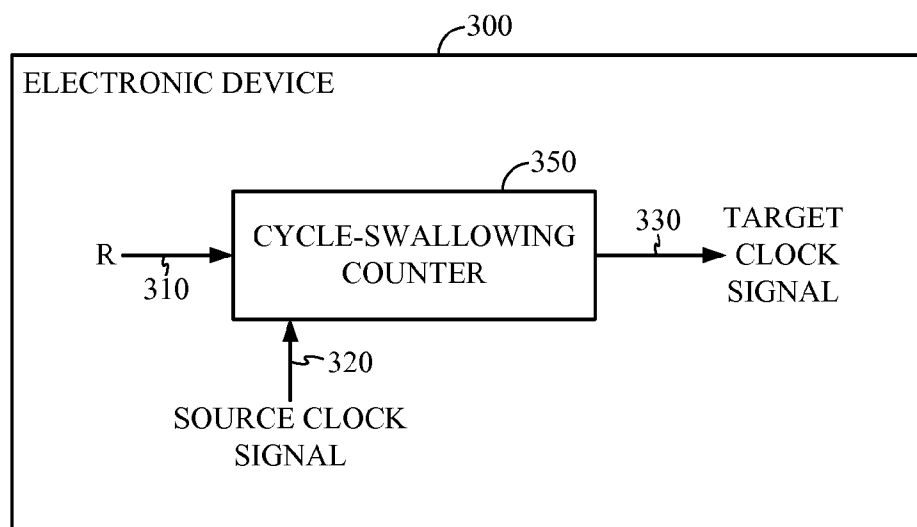 300
ELECTRONIC DEVICE
350
CYCLE-SWALLOWING
COUNTER
R
310
330
TARGET
CLOCK
SIGNAL
320
SOURCE CLOCK
SIGNAL